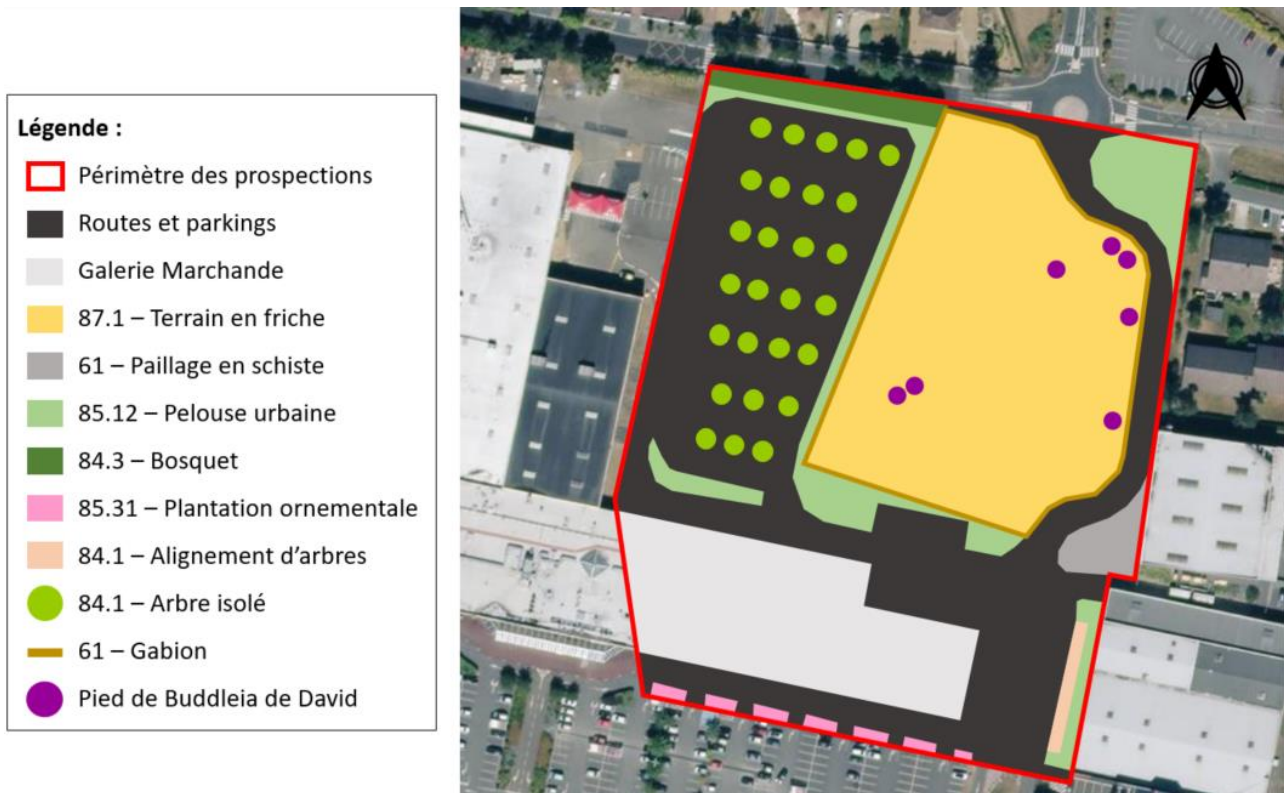 Légende :
Périmètre des prospections
Routes et parkings
Galerie Marchande
87.1 – Terrain en friche
61 – Paillage en schiste
85.12 – Pelouse urbaine
84.3 – Bosquet
85.31 – Plantation ornementale
84.1 – Alignement d’arbres
84.1 – Arbre isolé
61 – Gabion
Pied de Buddleia de David